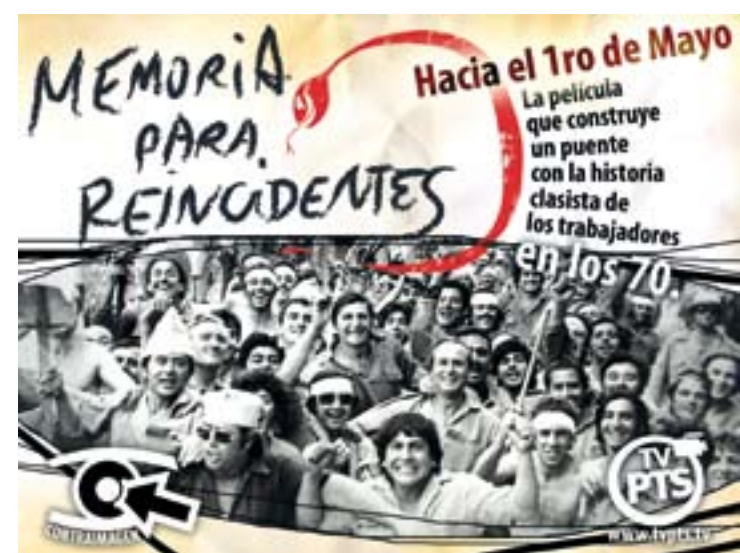 MEMORIA
PARA
REINCIDENTES
Hacia el 1ro de Mayo
La película
que construye
un puente
con la historia
clasista de
los trabajadores
en los 70.
CONTRAIMAGEN
TV
PTS
www.tvpts.tv